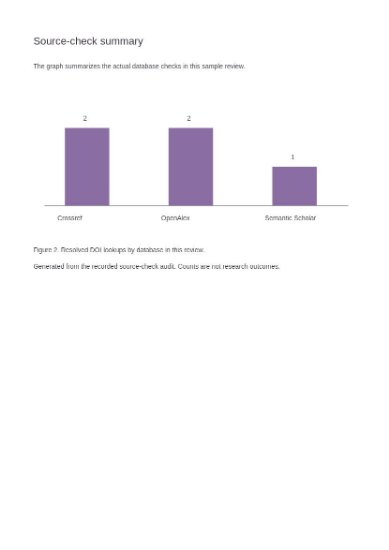 Source-check summary
The graph summarizes the actual database checks in this sample review.
2
2
1
Crossref
OpenAlex
Semantic Scholar
Figure 2. Resolved DOI lookups by database in this review.
Generated from the recorded source-check audit. Counts are not research outcomes.